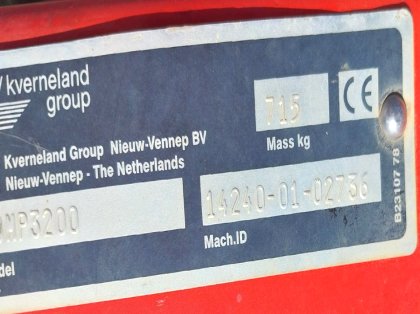 kverneland
group
715
CE
Mass kg
Kverneland Group Nieuw-Vennep BV
Nieuw-Vennep - The Netherlands
MP3200
14240-01-02736
Mach.ID
B23107 78